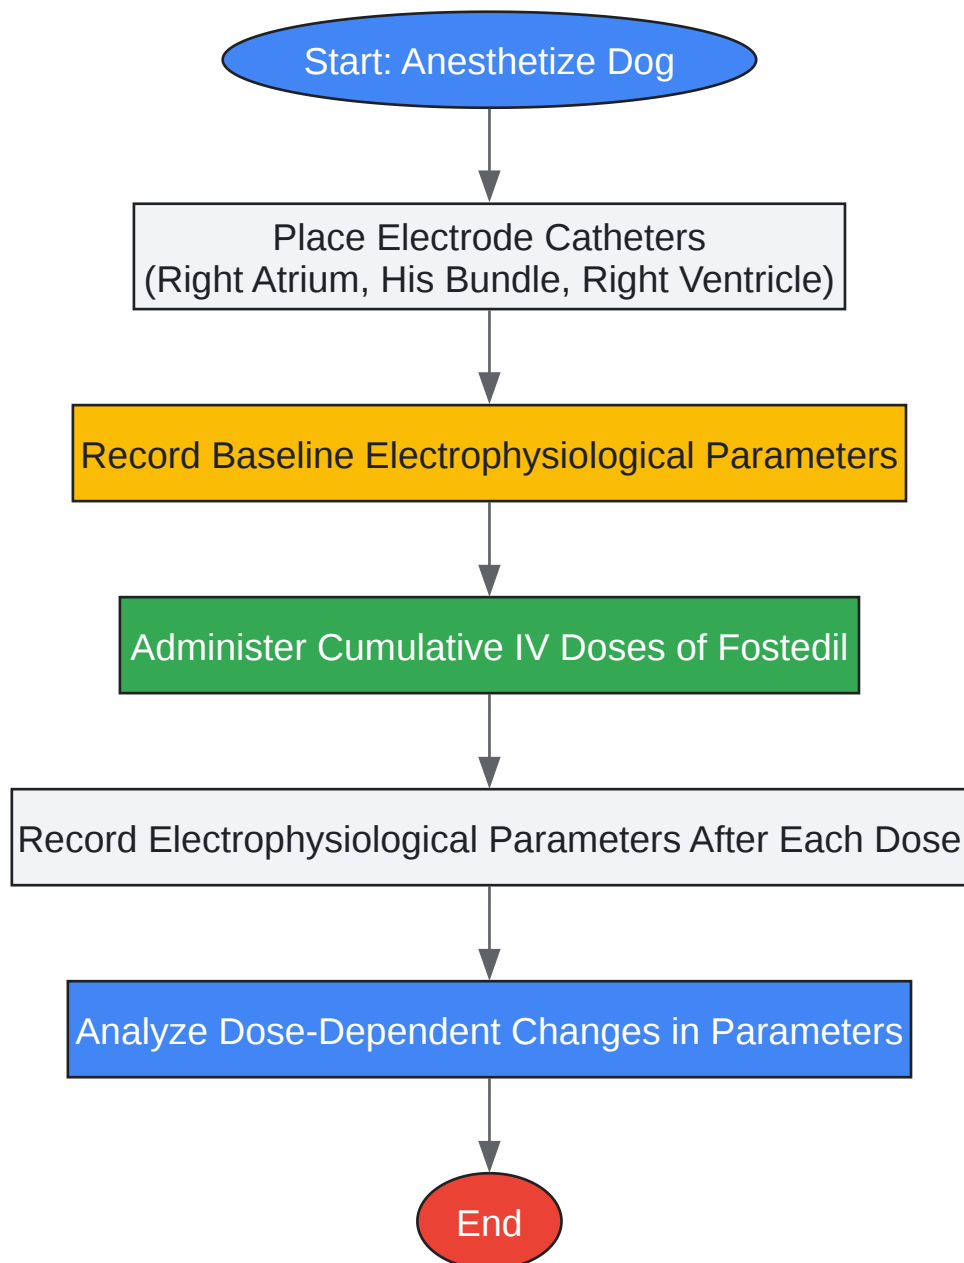 Start: Anesthetize Dog
Place Electrode Catheters
(Right Atrium, His Bundle, Right Ventricle)
Record Baseline Electrophysiological Parameters
Administer Cumulative IV Doses of Fostedil
Record Electrophysiological Parameters After Each Dose
Analyze Dose-Dependent Changes in Parameters
End